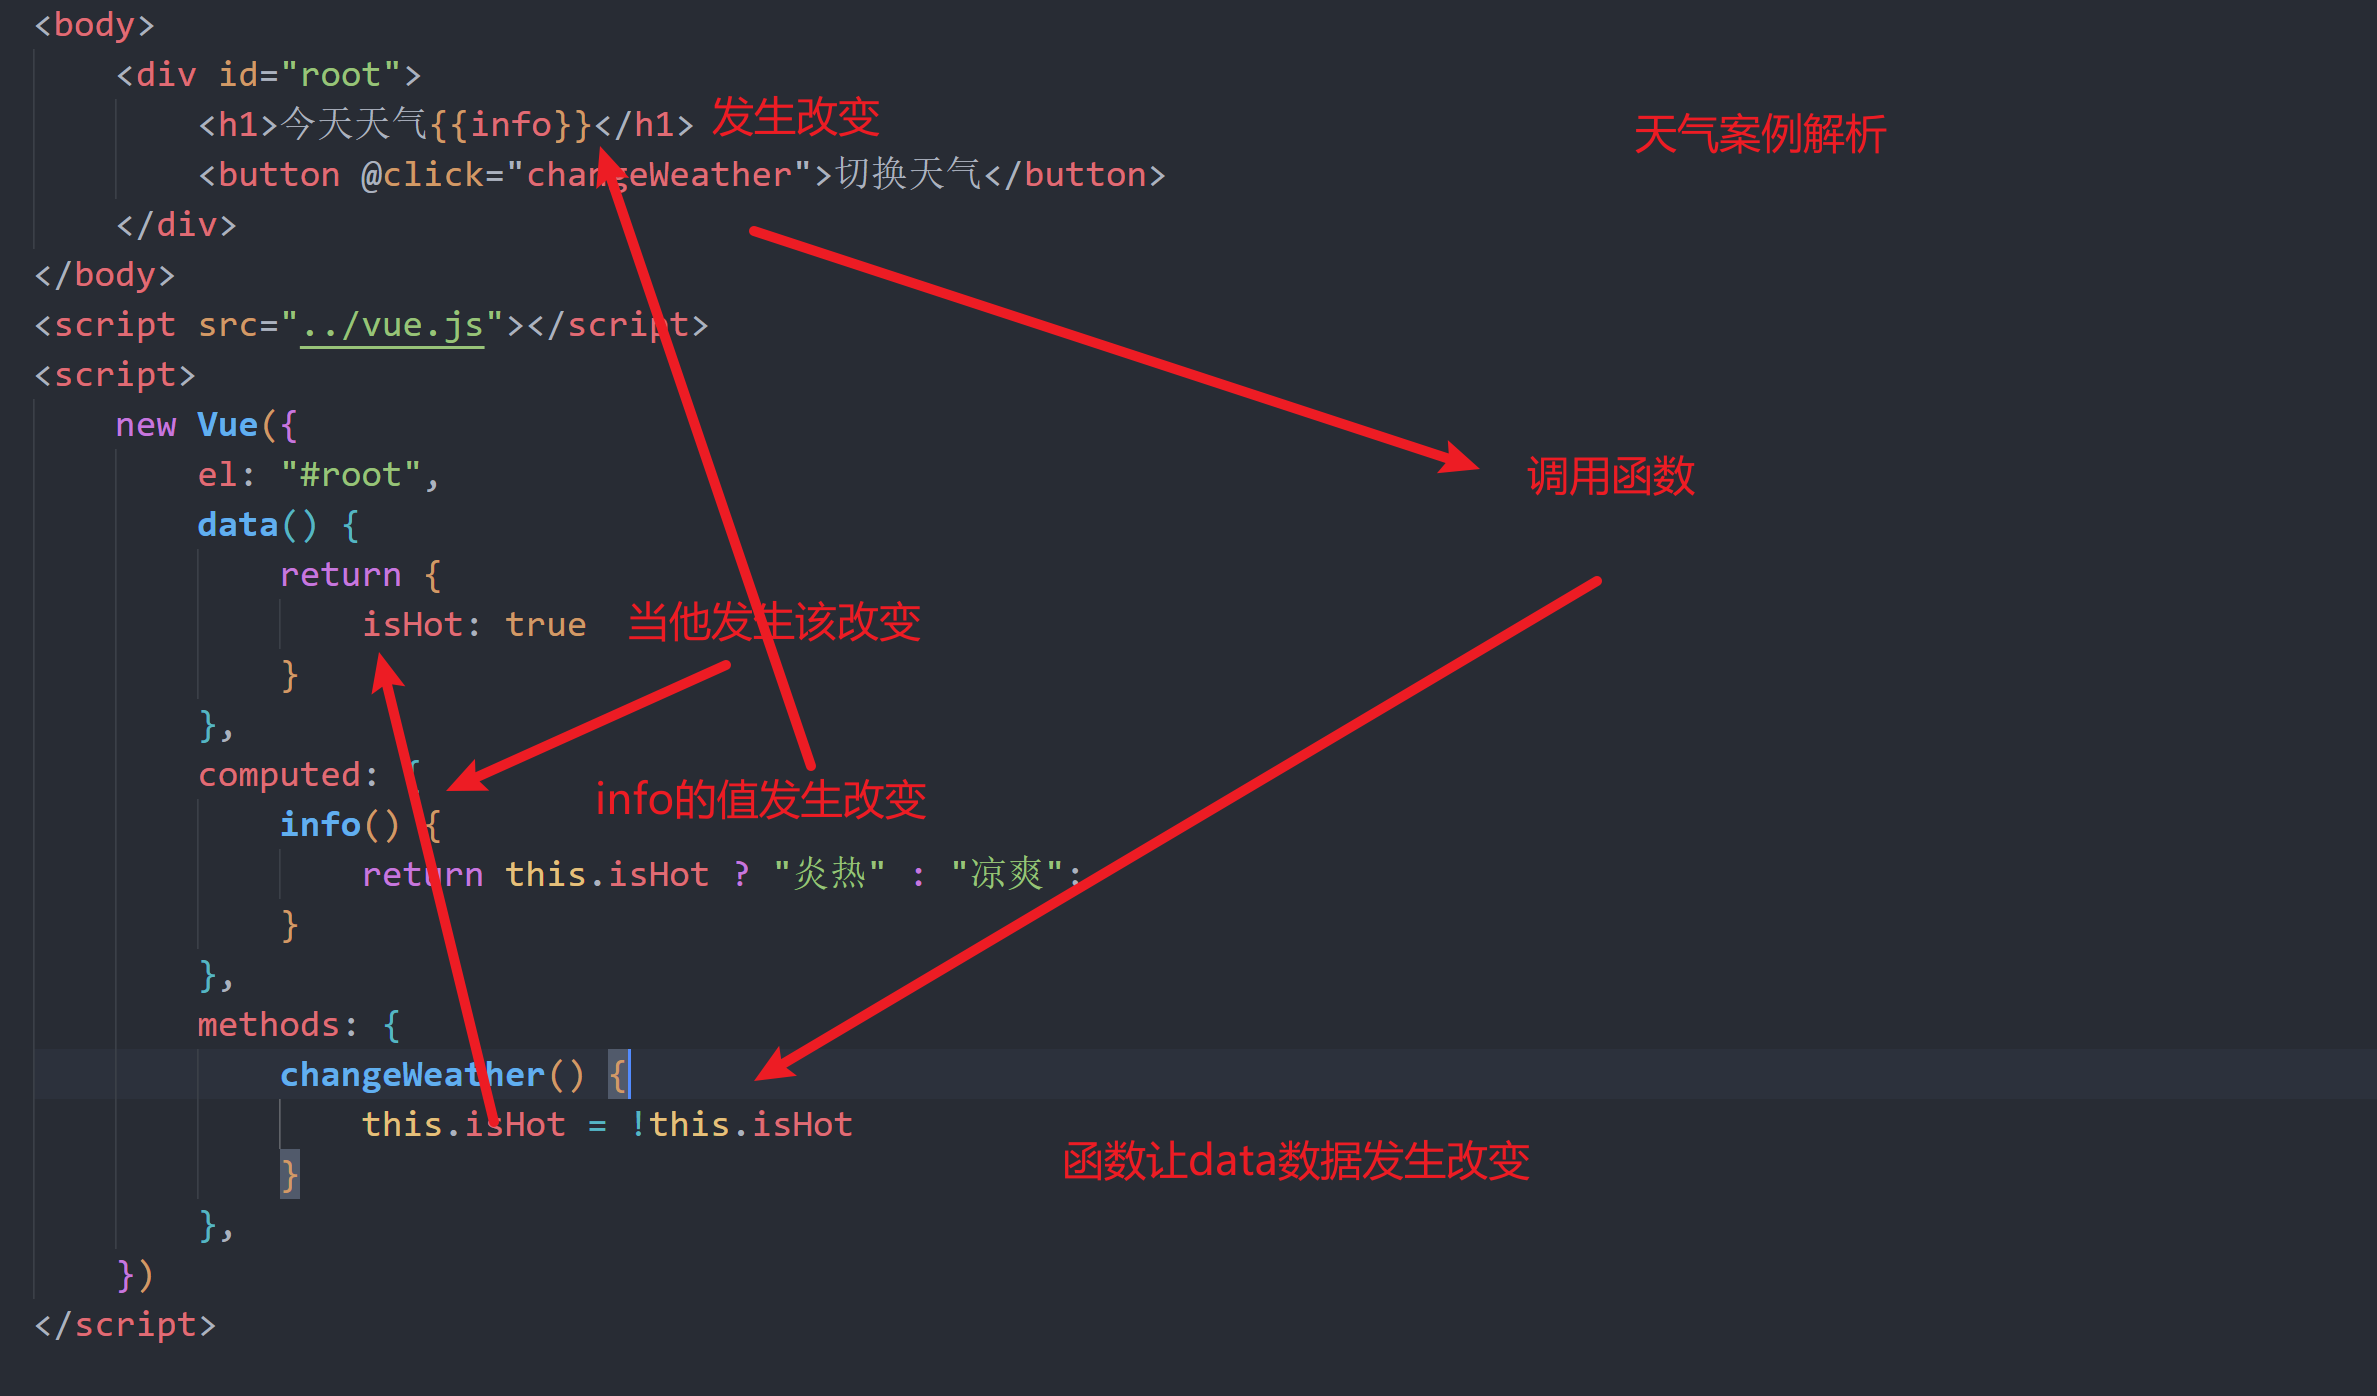 <body>
<div id="root">
<h1>今天天气{{info}}</h1> 发生改变
天气案例解析
<button @click="changeWeather">切换天气</button>
</div>
</body>
<script src="../vue.js"></script>
<script>
new Vue({
el: "#root",
调用函数
data() {
return {
isHot: true 当他发生该改变
}
},
computed: {
info的值发生改变
info() {
return this.isHot ? "炎热" : "凉爽";
}
},
methods: {
changeWeather() {
this.isHot = !this.isHot
函数让data数据发生改变
}
},
})
</script>